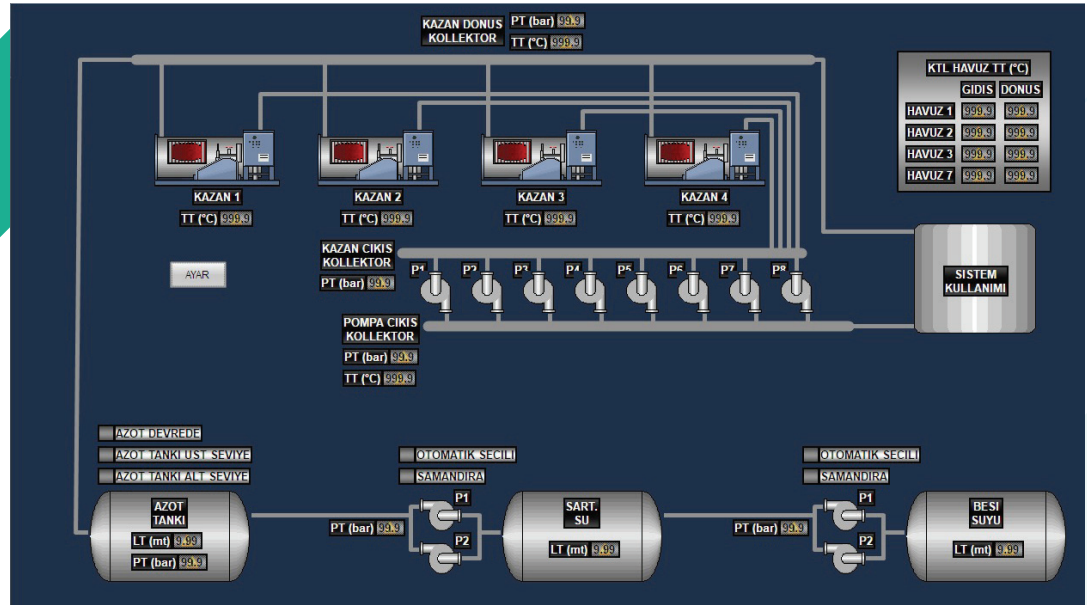 KAZAN DONUS
KOLLEKTOR
PT (bar) 99.9
TT (°C) 999.9
KTL HAVUZ TT (°C)
GIDIS DONUS
HAVUZ 1 999.9 999.9
HAVUZ 2 999.9 999.9
HAVUZ 3 999.9 999.9
HAVUZ 7 999.9 999.9
KAZAN 1
TT (°C) 999.9
KAZAN 2
TT (°C) 999.9
KAZAN 3
TT (°C) 999.9
KAZAN 4
TT (°C) 999.9
AYAR
KAZAN CIKIS
KOLLEKTOR
PT (bar) 99.9
P1 P2 P3 P4 P5 P6 P7 P8
SISTEM
KULLANIMI
POMPA CIKIS
KOLLEKTOR
PT (bar) 99.9
TT (°C) 999.9
AZOT DEVREDE
AZOT TANKI UST SEVIYE
AZOT TANKI ALT SEVIYE
AZOT
TANKI
LT (mt) 9.99
PT (bar) 99.9
OTOMATIK SECILI
SAMANDIRA
PT (bar) 99.9
P1
P2
SART.
SU
LT (mt) 9.99
OTOMATIK SECILI
SAMANDIRA
PT (bar) 99.9
P1
P2
BESI
SUYU
LT (mt) 9.99